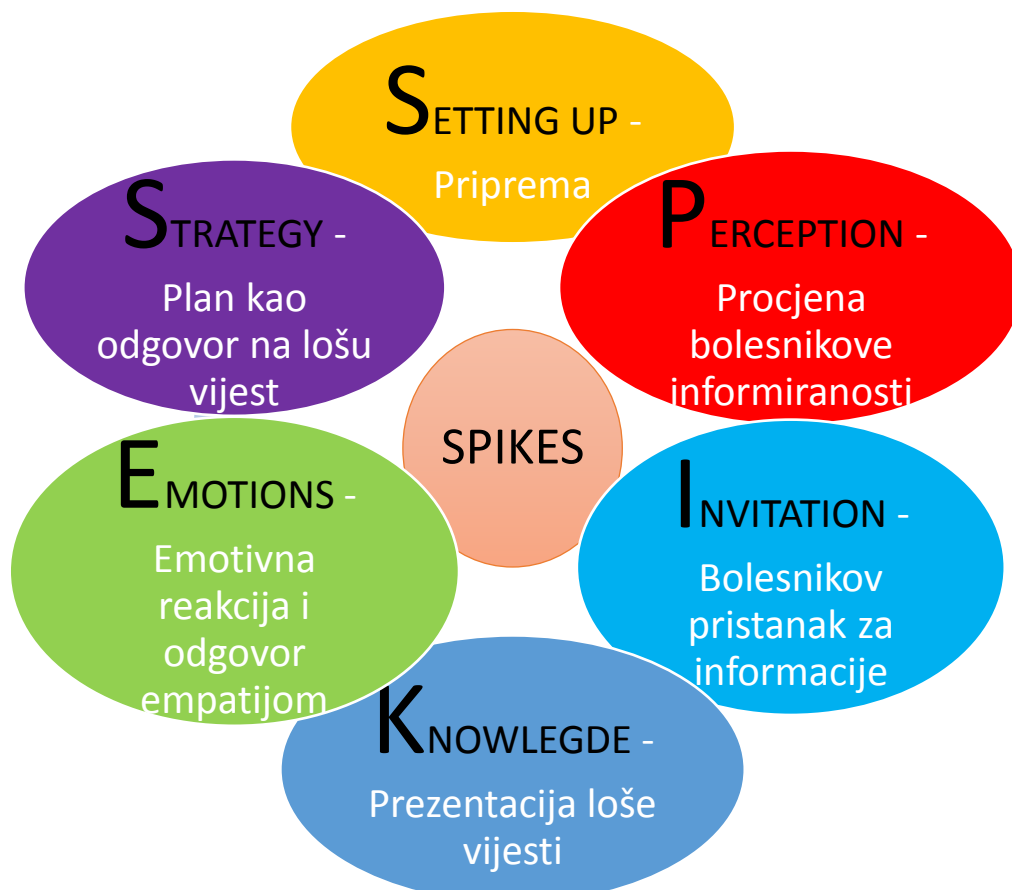 SETTING UP -
Priprema
PERCEPTION -
Procjena
bolesnikove
informiranosti
INVITATION -
Bolesnikov
pristanak za
informacije
KNOWLEGDE -
Prezentacija loše
vijesti
EMOTIONS -
Emotivna
reakcija i
odgovor
empatijom
STRATEGY -
Plan kao
odgovor na lošu
vijest
SPIKES